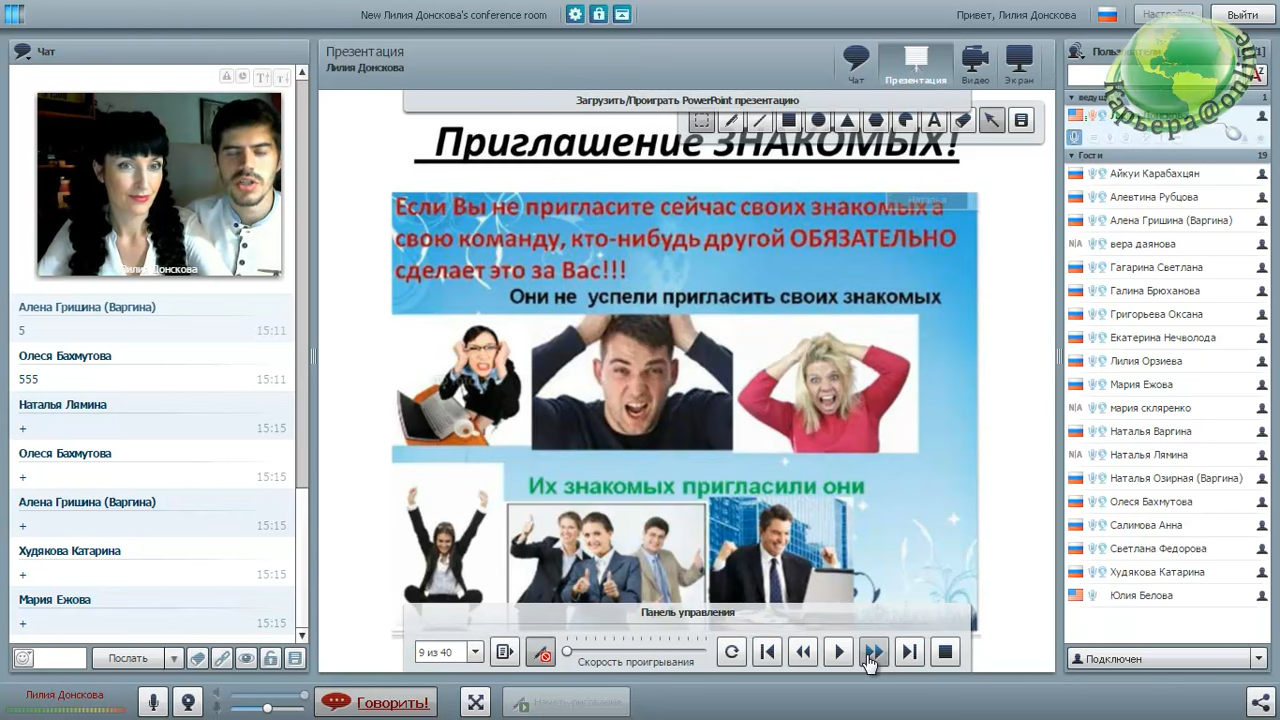 New Лилия Донскова's conference room
Привет, Лилия Донскова
Настройки
Выйти
Чат
Лилия Донскова
Алена Гришина (Варгина)
5
15:11
Олеся Бахмутова
555
15:11
Наталья Лямина
+
15:15
Олеся Бахмутова
+
15:15
Алена Гришина (Варгина)
+
15:15
Худякова Катарина
+
15:15
Мария Ежова
+
15:15
Послать
Презентация
Лилия Донскова
Чат
Презентация
Видео
Экран
Загрузить/Проиграть PowerPoint презентацию
Приглашение ЗНАКОМЫХ!
Если Вы не пригласите сейчас своих знакомых в
свою команду, кто-нибудь другой ОБЯЗАТЕЛЬНО
сделает это за Вас!!!
Они не успели пригласить своих знакомых
Их знакомых пригласили они
Панель управления
9 из 40
Скорость проигрывания
Карьера@online
ведущ
1
Гости
19
Айкуи Карабахцян
Алевтина Рубцова
Алена Гришина (Варгина)
N/A вера даянова
Гагарина Светлана
Галина Брюханова
Григорьева Оксана
Екатерина Нечволода
Лилия Орзиева
Мария Ежова
N/A мария скляренко
Наталья Варгина
N/A Наталья Лямина
Наталья Озирная (Варгина)
Олеся Бахмутова
Салимова Анна
Светлана Федорова
Худякова Катарина
Юлия Белова
Подключен
Лилия Донскова
Говорить!
Начать рисование